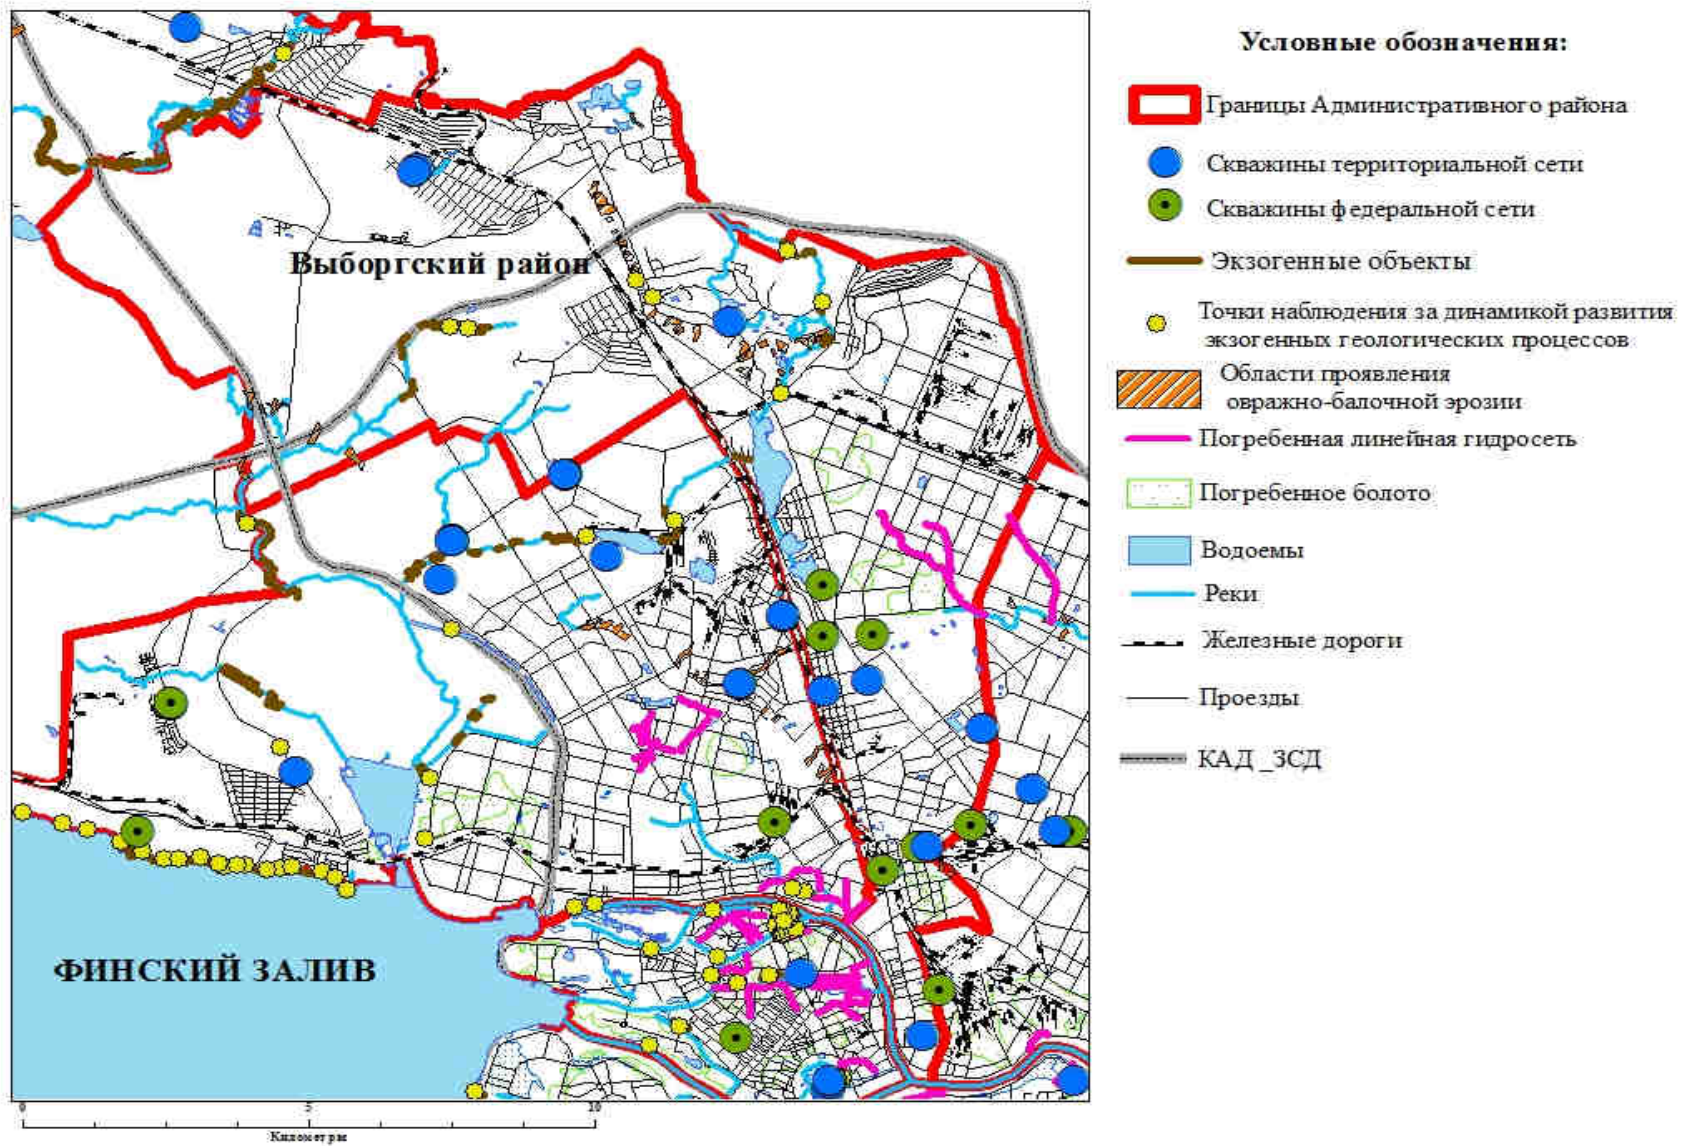 Условные обозначения:
Границы Административного района
Скважины территориальной сети
Скважины федеральной сети
Экзогенные объекты
Точки наблюдения за динамикой развития
экзогенных геологических процессов
Области проявления
овражно-балочной эрозии
Погребенная линейная гидросеть
Погребенное болото
Водоемы
Реки
Железные дороги
Проезды
КАД_ЗСД
Выборгский район
ФИНСКИЙ ЗАЛИВ
0 5 10
Километры